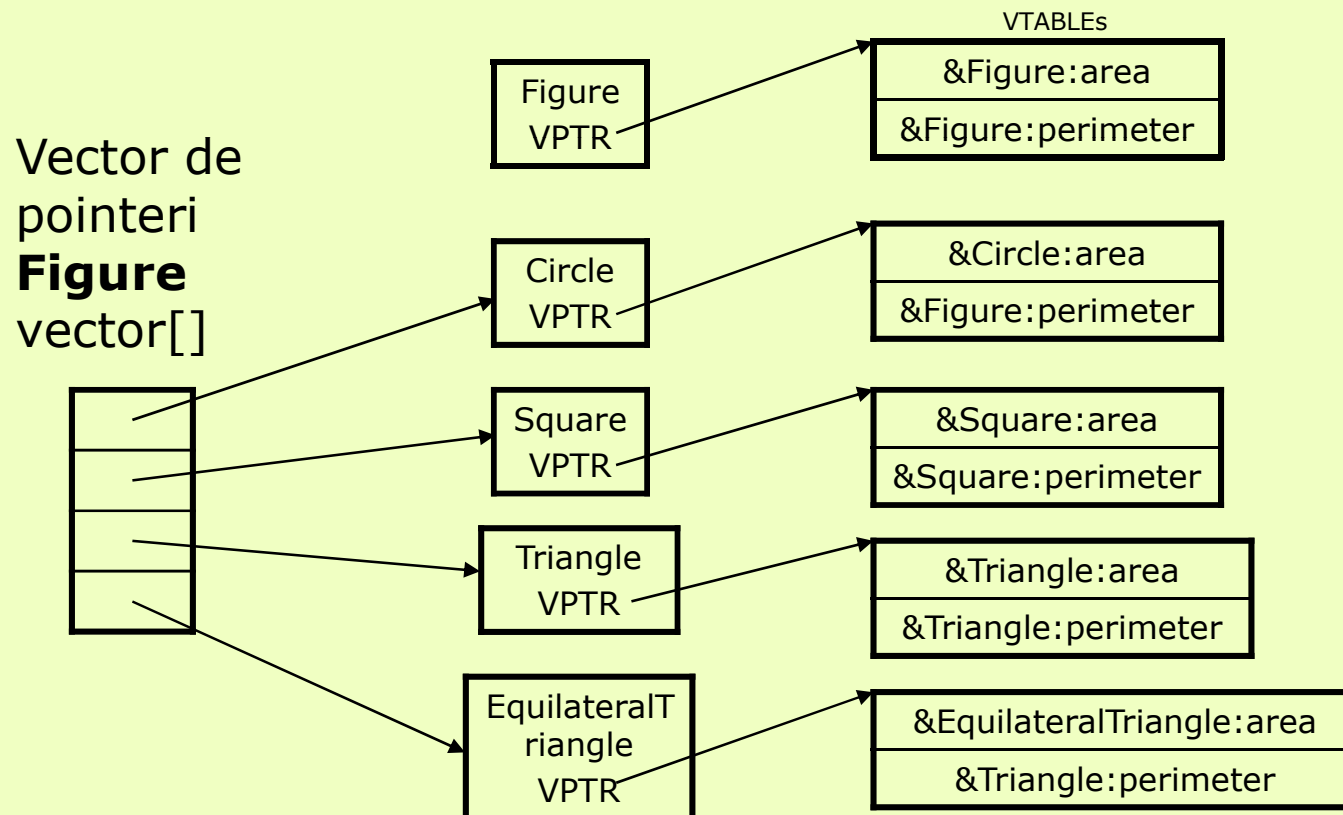 VTABLEs
Vector de
pointeri
Figure
vector[]
Figure
VPTR
&Figure:area
&Figure:perimeter
Circle
VPTR
&Circle:area
&Figure:perimeter
Square
VPTR
&Square:area
&Square:perimeter
Triangle
VPTR
&Triangle:area
&Triangle:perimeter
EquilateralT
riangle
VPTR
&EquilateralTriangle:area
&Triangle:perimeter